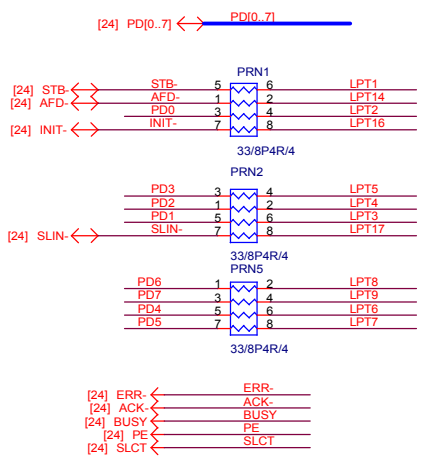 [24] PD[0..7] PD[0..7]
PRN1
[24] STB- STB- 5 6 LPT1
[24] AFD- AFD- 1 2 LPT14
PD0 3 4 LPT2
[24] INIT- INIT- 7 8 LPT16
33/8P4R/4
PRN2
PD3 3 4 LPT5
PD2 1 2 LPT4
PD1 5 6 LPT3
[24] SLIN- SLIN- 7 8 LPT17
33/8P4R/4
PRN5
PD6 1 2 LPT8
PD7 3 4 LPT9
PD4 5 6 LPT6
PD5 7 8 LPT7
33/8P4R/4
[24] ERR- ERR-
[24] ACK- ACK-
[24] BUSY BUSY
[24] PE PE
[24] SLCT SLCT